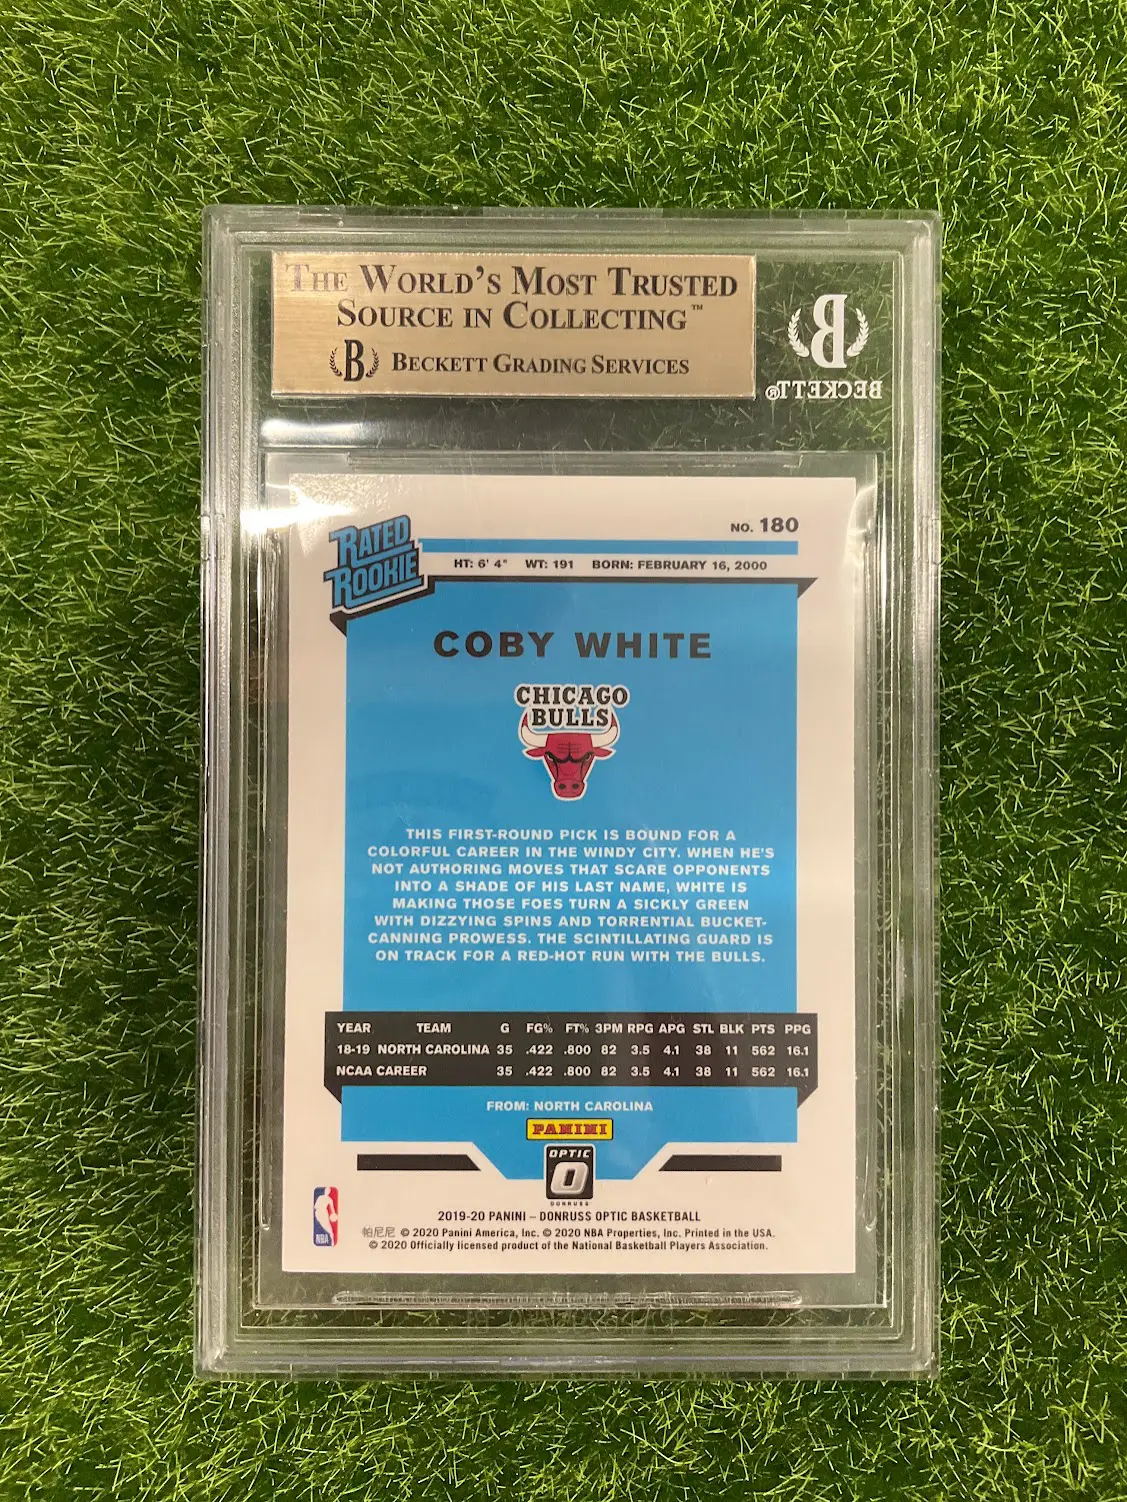 THE WORLD'S MOST TRUSTED
SOURCE IN COLLECTING™
B BECKETT GRADING SERVICES
B
BECKETT®
RATED
ROOKIE
NO. 180
HT: 6' 4" WT: 191 BORN: FEBRUARY 16, 2000
COBY WHITE
CHICAGO
BULLS
THIS FIRST-ROUND PICK IS BOUND FOR A
COLORFUL CAREER IN THE WINDY CITY. WHEN HE'S
NOT AUTHORING MOVES THAT SCARE OPPONENTS
INTO A SHADE OF HIS LAST NAME, WHITE IS
MAKING THOSE FOES TURN A SICKLY GREEN
WITH DIZZYING SPINS AND TORRENTIAL BUCKET-
CANNING PROWESS. THE SCINTILLATING GUARD IS
ON TRACK FOR A RED-HOT RUN WITH THE BULLS.
YEAR TEAM G FG% FT% 3PM RPG APG STL BLK PTS PPG
18-19 NORTH CAROLINA 35 .422 .800 82 3.5 4.1 38 11 562 16.1
NCAA CAREER 35 .422 .800 82 3.5 4.1 38 11 562 16.1
FROM: NORTH CAROLINA
PANINI
OPTIC
O
DONRUSS
NBA
2019-20 PANINI – DONRUSS OPTIC BASKETBALL
帕尼尼 © 2020 Panini America, Inc. © 2020 NBA Properties, Inc. Printed in the USA.
© 2020 Officially licensed product of the National Basketball Players Association.